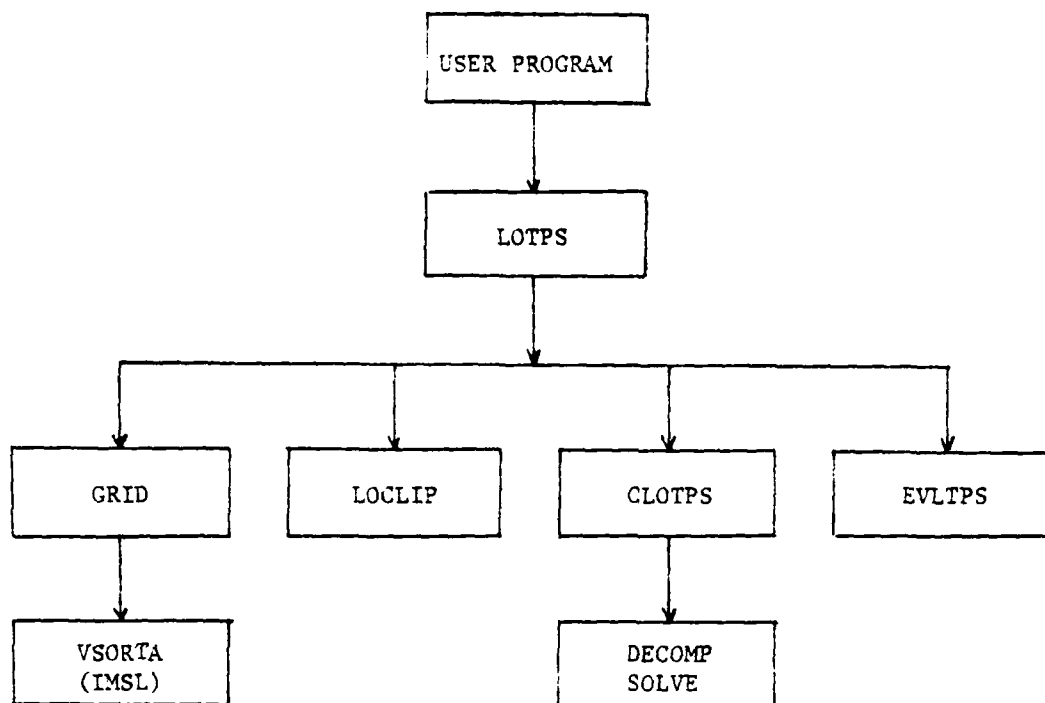 USER PROGRAM
LOTPS
GRID
LOCLIP
CLOTPS
EVLTPS
VSORTA
(IMSL)
DECOMP
SOLVE